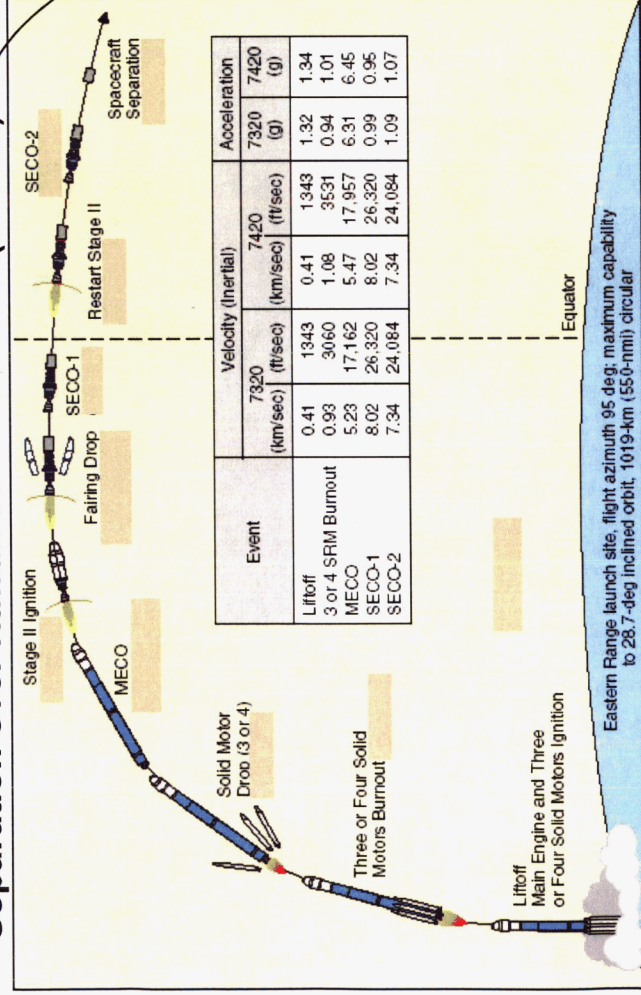 SECO-2
Spacecraft
Separation
Restart Stage II
SECO-1
Fairing Drop
Stage II Ignition
MECO
Solid Motor
Drop (3 or 4)
Three or Four Solid
Motors Burnout
Liftoff
Main Engine and Three
or Four Solid Motors Ignition
Equator
Event Velocity (Inertial) Acceleration
7320 7420 7320 7420
(km/sec) (ft/sec) (km/sec) (ft/sec) (g) (g)
Liftoff 0.41 1343 0.41 1343 1.32 1.34
3 or 4 SRM Burnout 0.93 3060 1.08 3531 0.94 1.01
MECO 5.23 17,162 5.47 17,957 6.31 6.45
SECO-1 8.02 26,320 8.02 26,320 0.99 0.95
SECO-2 7.34 24,084 7.34 24,084 1.09 1.07
Eastern Range launch site, flight azimuth 95 deg; maximum capability
to 28.7-deg inclined orbit, 1019-km (550-nmi) circular